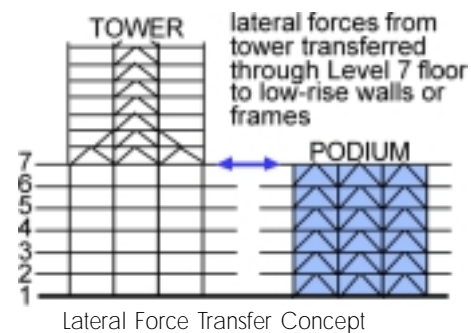 TOWER
lateral forces from
tower transferred
through Level 7 floor
to low-rise walls or
frames
PODIUM
7
6
5
4
3
2
1
Lateral Force Transfer Concept